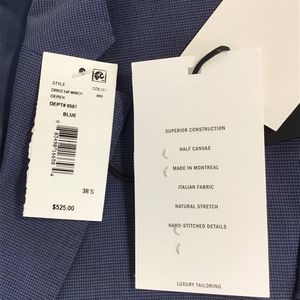 STYLE
COLOR
DEREK
400
DEPT# 0587
BLUE
38 S
$525.00
SUPERIOR CONSTRUCTION
HALF CANVAS
MADE IN MONTREAL
ITALIAN FABRIC
NATURAL STRETCH
HAND-STITCHED DETAILS
LUXURY TAILORING